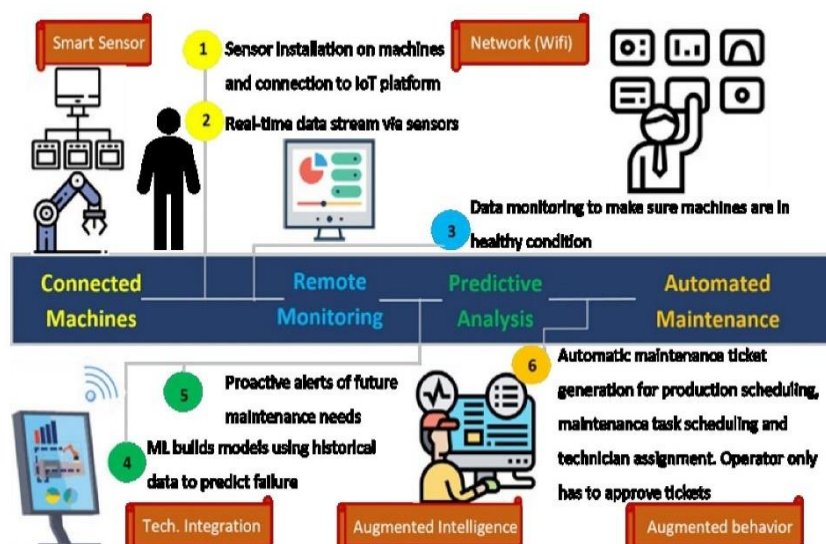 Smart Sensor
1
Sensor installation on machines
and connection to IoT platform
Network (Wifi)
2
Real-time data stream via sensors
3
Data monitoring to make sure machines are in
healthy condition
Connected
Machines
Remote
Monitoring
Predictive
Analysis
Automated
Maintenance
5
Proactive alerts of future
maintenance needs
4
ML builds models using historical
data to predict failure
6
Automatic maintenance ticket
generation for production scheduling,
maintenance task scheduling and
technician assignment. Operator only
has to approve tickets
Tech. Integration
Augmented Intelligence
Augmented behavior